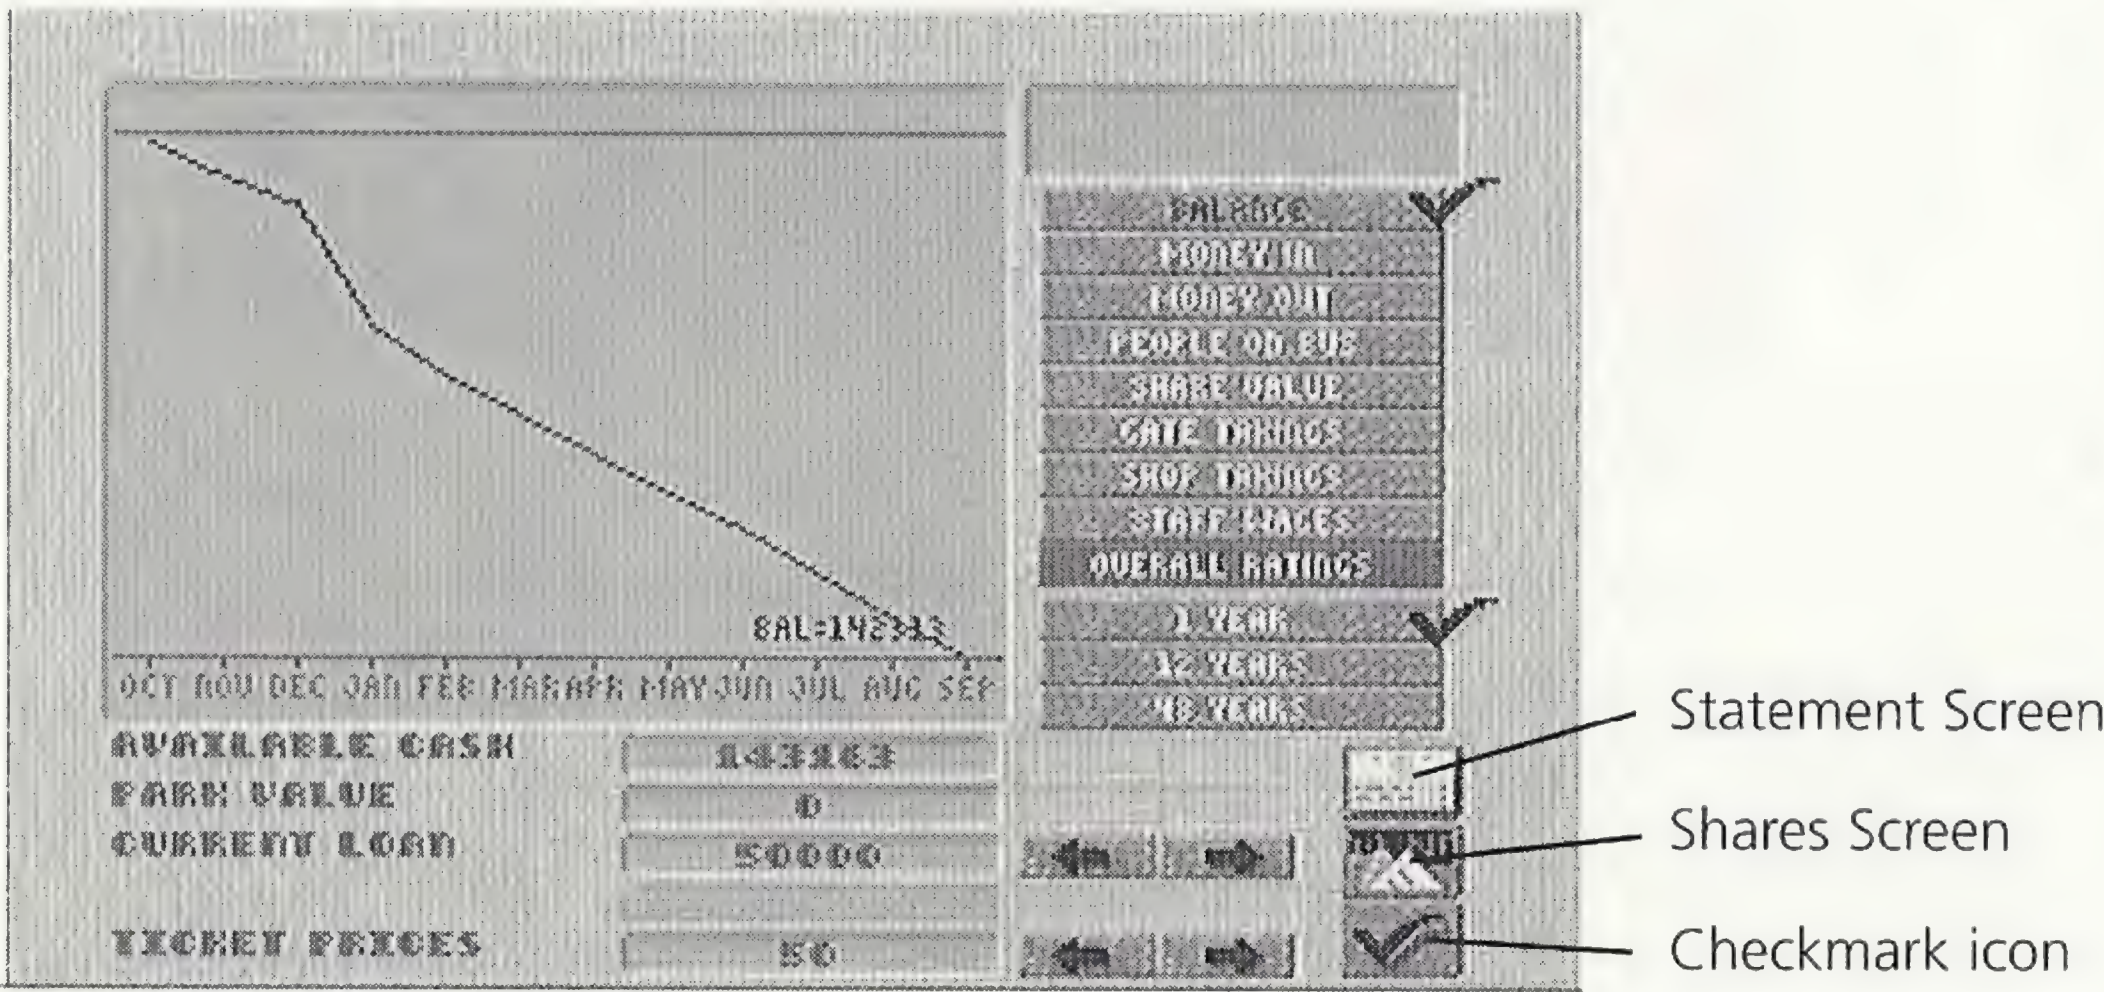 BALANCE
MONEY IN
MONEY OUT
PEOPLE ON BUS
SHARE VALUE
GATE TAKINGS
SHOP TAKINGS
STAFF WAGES
OVERALL RATINGS
1 YEAR
12 YEARS
48 YEARS
BAL=142313
OCT NOV DEC JAN FEB MAR APR MAY JUN JUL AUG SEP
AVAILABLE CASH 143163
PARK VALUE 0
CURRENT LOAN 50000
TICKET PRICES 50
Statement Screen
Shares Screen
Checkmark icon